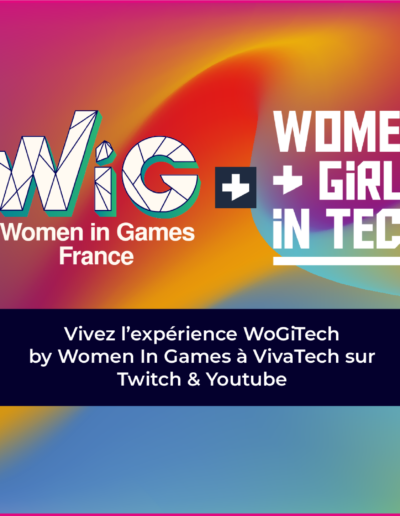 WiG
Women in Games
France
WOME
+ GiRL
iN TEC
Vivez l’expérience WoGiTech
by Women In Games à VivaTech sur
Twitch & Youtube